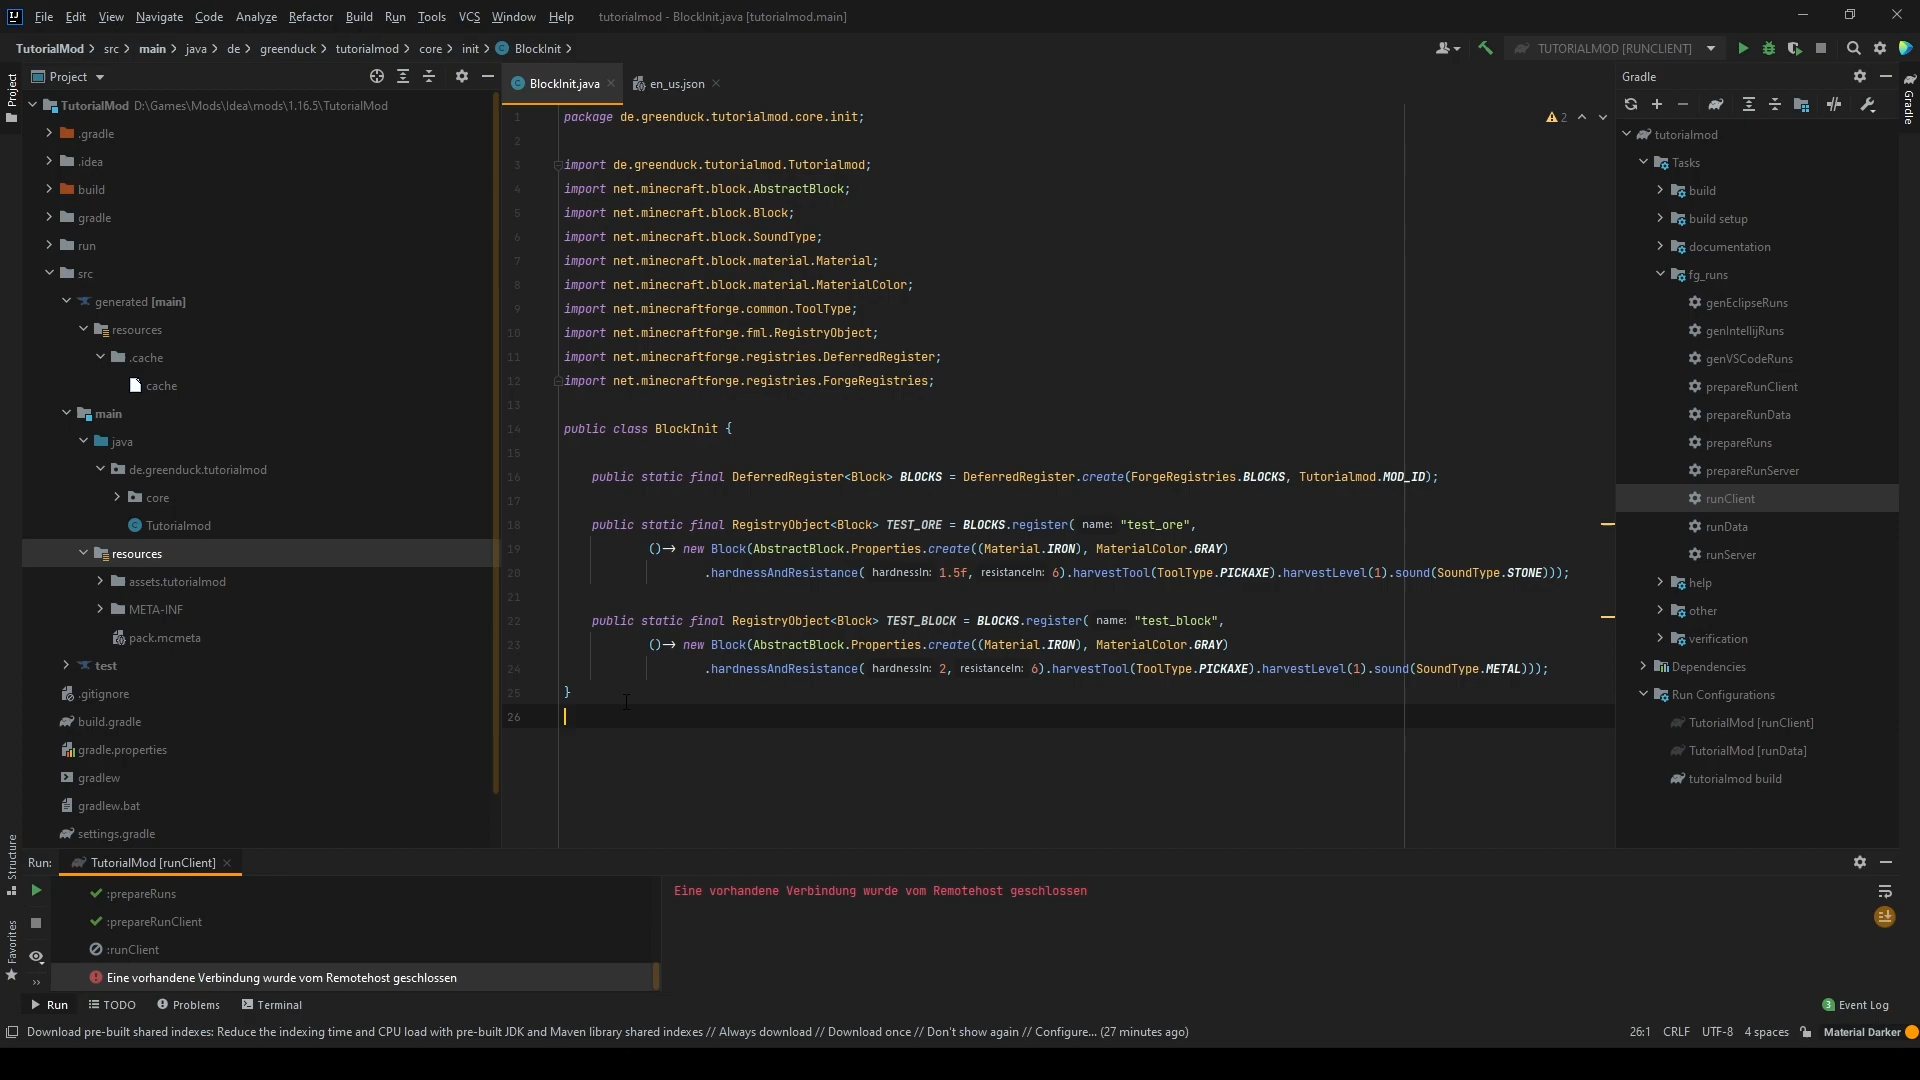 File Edit View Navigate Code Analyze Refactor Build Run Tools VCS Window Help tutorialmod - BlockInit.java [tutorialmod.main]
TutorialMod src main java de greenduck tutorialmod core init BlockInit
TUTORIALMOD [RUNCLIENT]
Project
TutorialMod D:\Games\Mods\Idea\mods\1.16.5\TutorialMod
.gradle
.idea
build
gradle
run
src
generated [main]
resources
.cache
cache
main
java
de.greenduck.tutorialmod
core
Tutorialmod
resources
assets.tutorialmod
META-INF
pack.mcmeta
test
.gitignore
build.gradle
gradle.properties
gradlew
gradlew.bat
settings.gradle
Project
Structure
Favorites
BlockInit.java
en_us.json
2
1 package de.greenduck.tutorialmod.core.init;
2
3 import de.greenduck.tutorialmod.Tutorialmod;
4 import net.minecraft.block.AbstractBlock;
5 import net.minecraft.block.Block;
6 import net.minecraft.block.SoundType;
7 import net.minecraft.block.material.Material;
8 import net.minecraft.block.material.MaterialColor;
9 import net.minecraftforge.common.ToolType;
10 import net.minecraftforge.fml.RegistryObject;
11 import net.minecraftforge.registries.DeferredRegister;
12 import net.minecraftforge.registries.ForgeRegistries;
13
14 public class BlockInit {
15
16 public static final DeferredRegister<Block> BLOCKS = DeferredRegister.create(ForgeRegistries.BLOCKS, Tutorialmod.MOD_ID);
17
18 public static final RegistryObject<Block> TEST_ORE = BLOCKS.register( name: "test_ore",
19 ()-> new Block(AbstractBlock.Properties.create((Material.IRON), MaterialColor.GRAY)
20 .hardnessAndResistance( hardnessIn: 1.5f, resistanceIn: 6).harvestTool(ToolType.PICKAXE).harvestLevel(1).sound(SoundType.STONE)));
21
22 public static final RegistryObject<Block> TEST_BLOCK = BLOCKS.register( name: "test_block",
23 ()-> new Block(AbstractBlock.Properties.create((Material.IRON), MaterialColor.GRAY)
24 .hardnessAndResistance( hardnessIn: 2, resistanceIn: 6).harvestTool(ToolType.PICKAXE).harvestLevel(1).sound(SoundType.METAL)));
25 }
26
Gradle
tutorialmod
Tasks
build
build setup
documentation
fg_runs
genEclipseRuns
genIntellijRuns
genVSCodeRuns
prepareRunClient
prepareRunData
prepareRuns
prepareRunServer
runClient
runData
runServer
help
other
verification
Dependencies
Run Configurations
TutorialMod [runClient]
TutorialMod [runData]
tutorialmod build
Gradle
Run: TutorialMod [runClient]
:prepareRuns
:prepareRunClient
:runClient
Eine vorhandene Verbindung wurde vom Remotehost geschlossen
Eine vorhandene Verbindung wurde vom Remotehost geschlossen
Run TODO Problems Terminal
3 Event Log
Download pre-built shared indexes: Reduce the indexing time and CPU load with pre-built JDK and Maven library shared indexes // Always download // Download once // Don't show again // Configure... (27 minutes ago)
26:1 CRLF UTF-8 4 spaces Material Darker